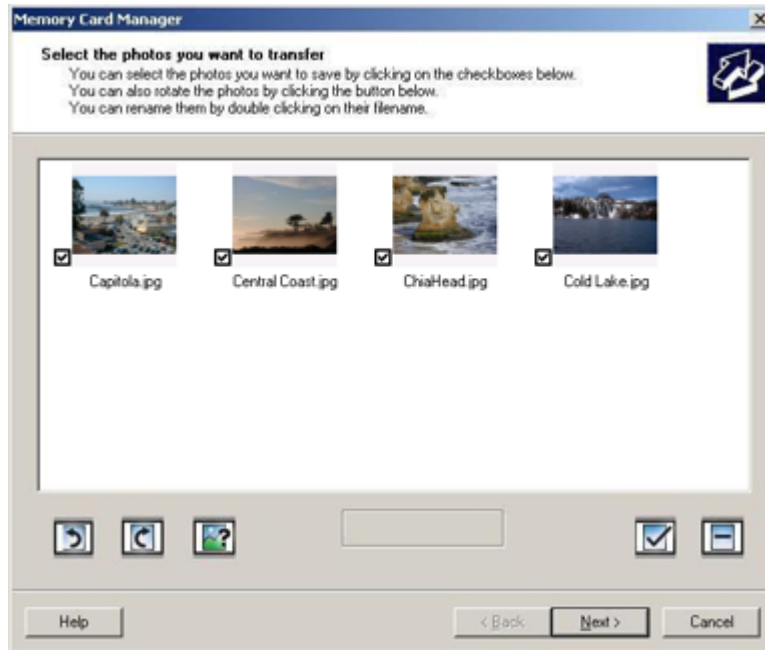 Memory Card Manager
Select the photos you want to transfer
You can select the photos you want to save by clicking on the checkboxes below.
You can also rotate the photos by clicking the button below.
You can rename them by double clicking on their filename.
Capitola.jpg
Central Coast.jpg
ChiaHead.jpg
Cold Lake.jpg
?
Help
< Back
Next >
Cancel